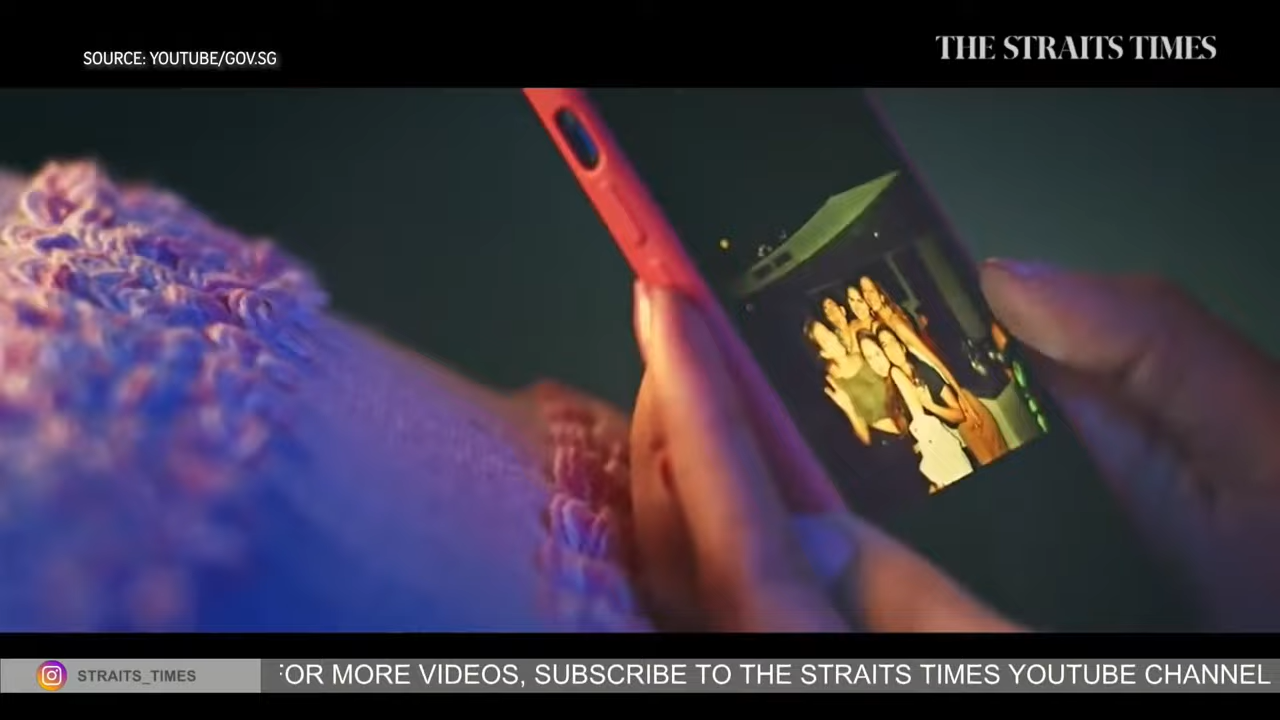 SOURCE: YOUTUBE/GOV.SG
THE STRAITS TIMES
STRAITS_TIMES
OR MORE VIDEOS, SUBSCRIBE TO THE STRAITS TIMES YOUTUBE CHANNEL